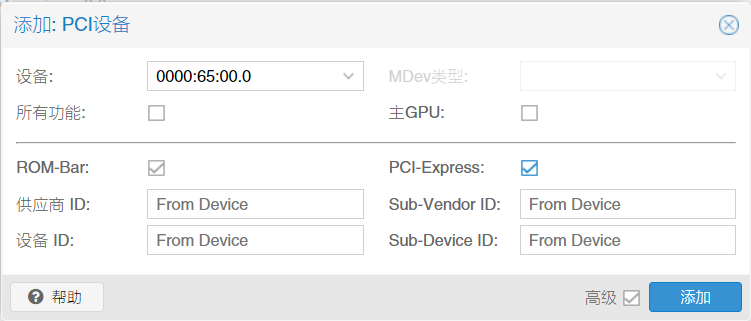 添加: PCI设备
设备: 0000:65:00.0 MDev类型:
所有功能: 主GPU:
ROM-Bar: PCI-Express:
供应商 ID: From Device Sub-Vendor ID: From Device
设备 ID: From Device Sub-Device ID: From Device
帮助 高级 添加